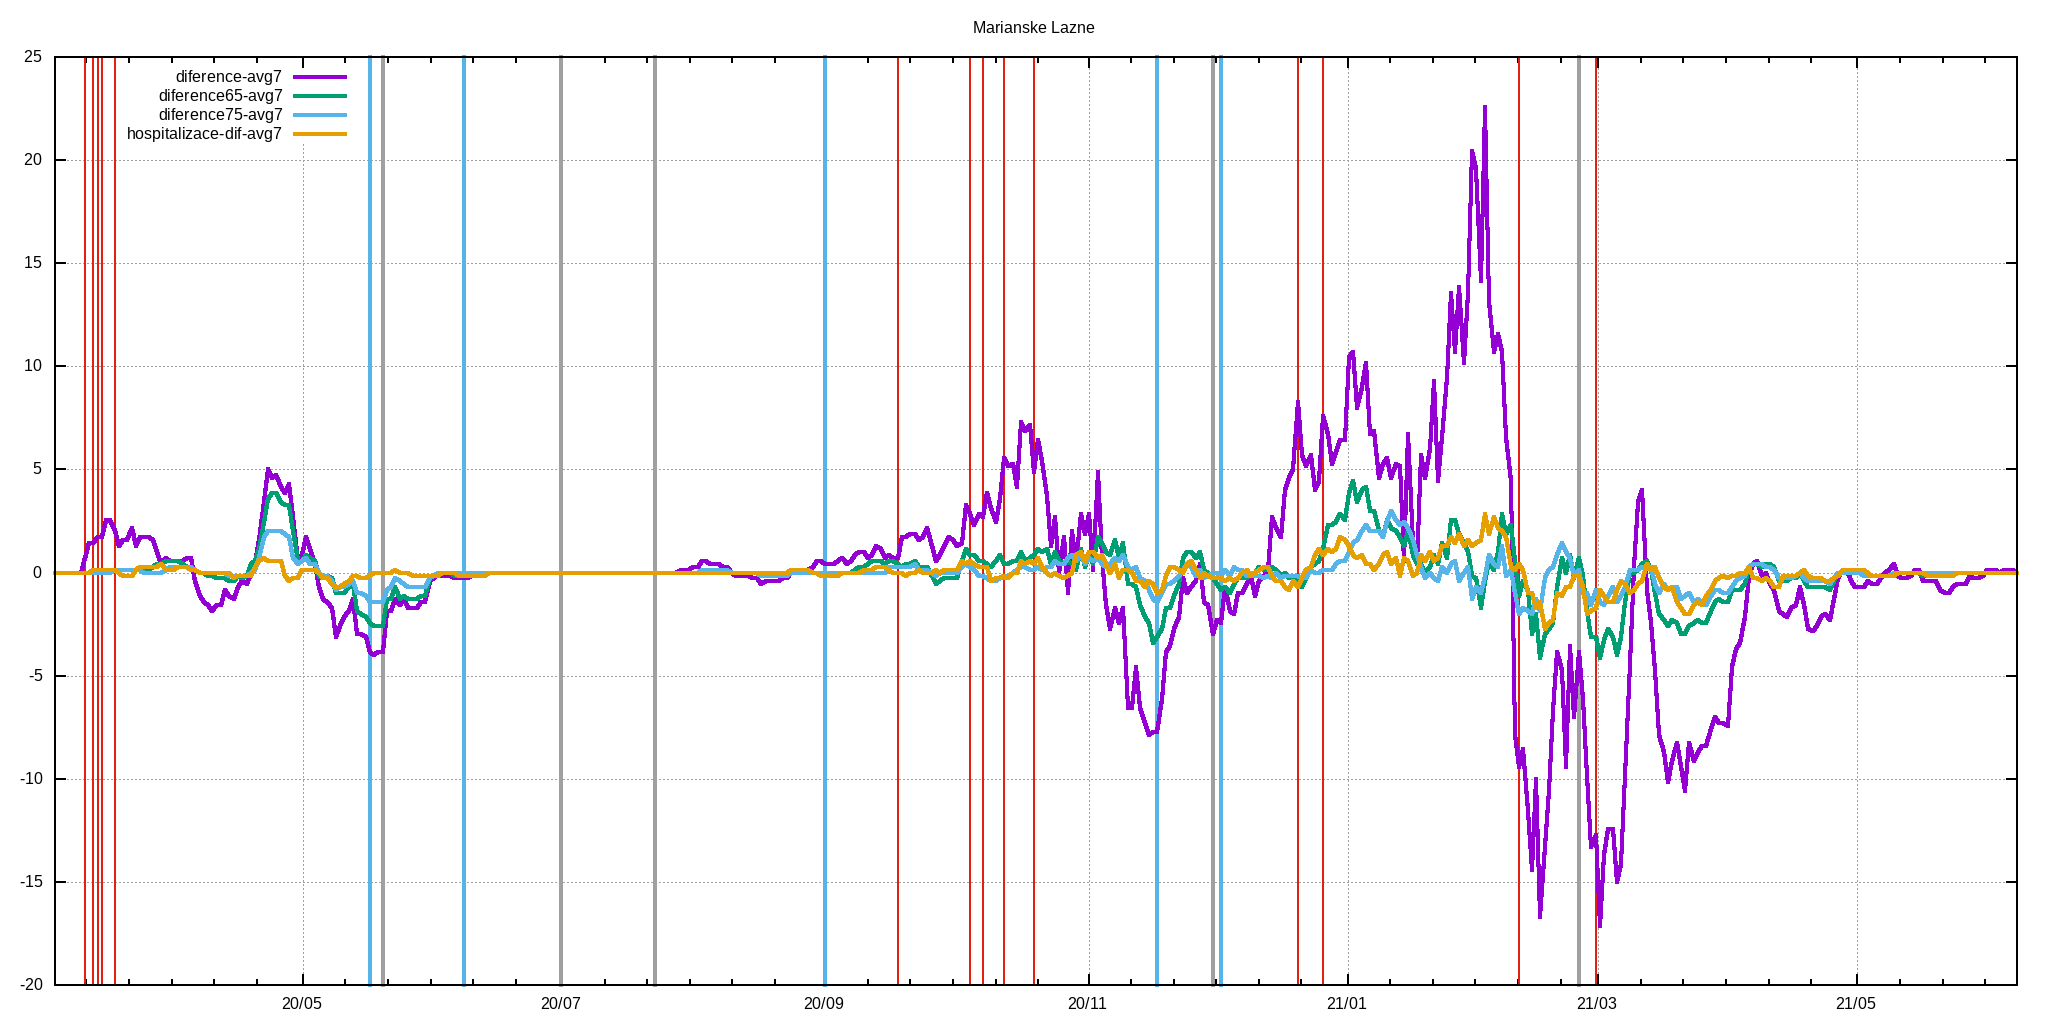 Marianske Lazne
25
20
15
10
5
0
-5
-10
-15
-20
diference-avg7
diference65-avg7
diference75-avg7
hospitalizace-dif-avg7
20/05 20/07 20/09 20/11 21/01 21/03 21/05